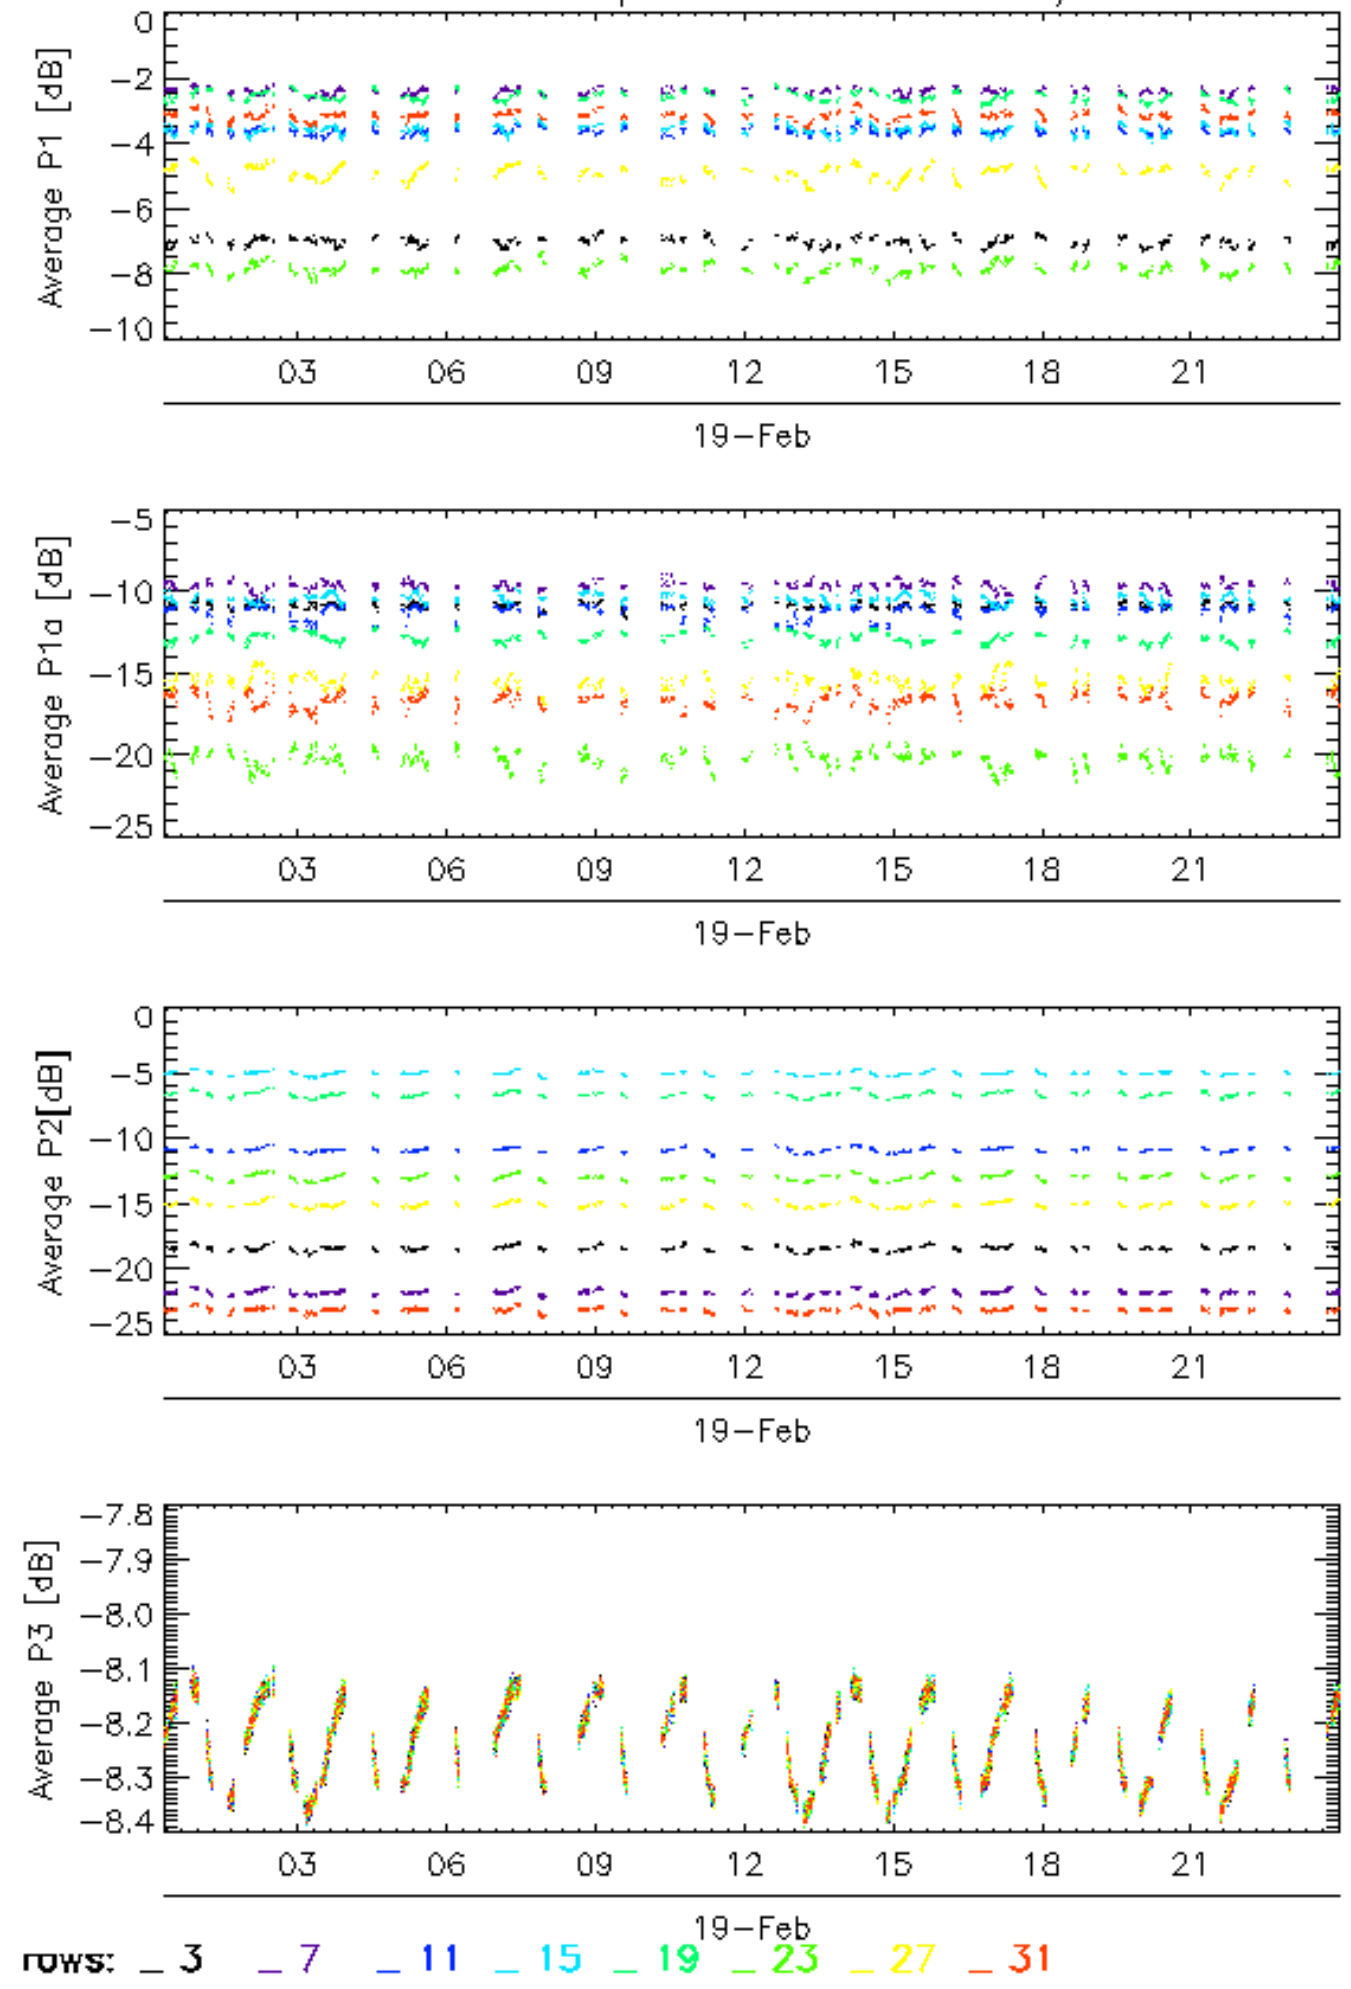 0
−2
−4
−6
−8
−10
Average P1 [dB]
03 06 09 12 15 18 21
19−Feb
−5
−10
−15
−20
−25
Average P1a [dB]
03 06 09 12 15 18 21
19−Feb
0
−5
−10
−15
−20
−25
Average P2[dB]
03 06 09 12 15 18 21
19−Feb
−7.8
−7.9
−8.0
−8.1
−8.2
−8.3
−8.4
Average P3 [dB]
03 06 09 12 15 18 21
19−Feb
rows: _ 3 _ 7 _ 11 _ 15 _ 19 _ 23 _ 27 _ 31